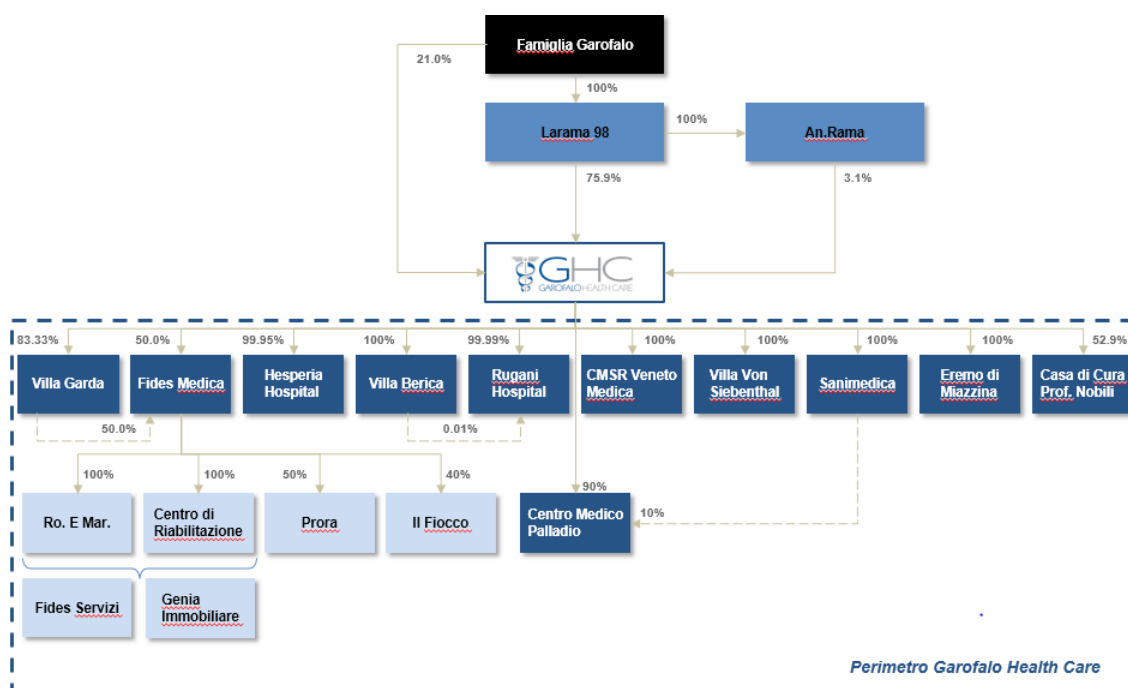 Famiglia Garofalo
21.0%
100%
Larama 98
100%
An.Rama
75.9%
3.1%
GHC
GAROFALO HEALTH CARE
83.33%
50.0%
99.95%
100%
99.99%
100%
100%
100%
100%
52.9%
Villa Garda
Fides Medica
Hesperia
Hospital
Villa Berica
Rugani
Hospital
CMSR Veneto
Medica
Villa Von
Siebenthal
Sanimedica
Eremo di
Miazzina
Casa di Cura
Prof. Nobili
50.0%
0.01%
100%
100%
50%
40%
90%
Ro. E Mar.
Centro di
Riabilitazione
Prora
Il Fiocco
Centro Medico
Palladio
10%
Fides Servizi
Genia
Immobiliare
Perimetro Garofalo Health Care